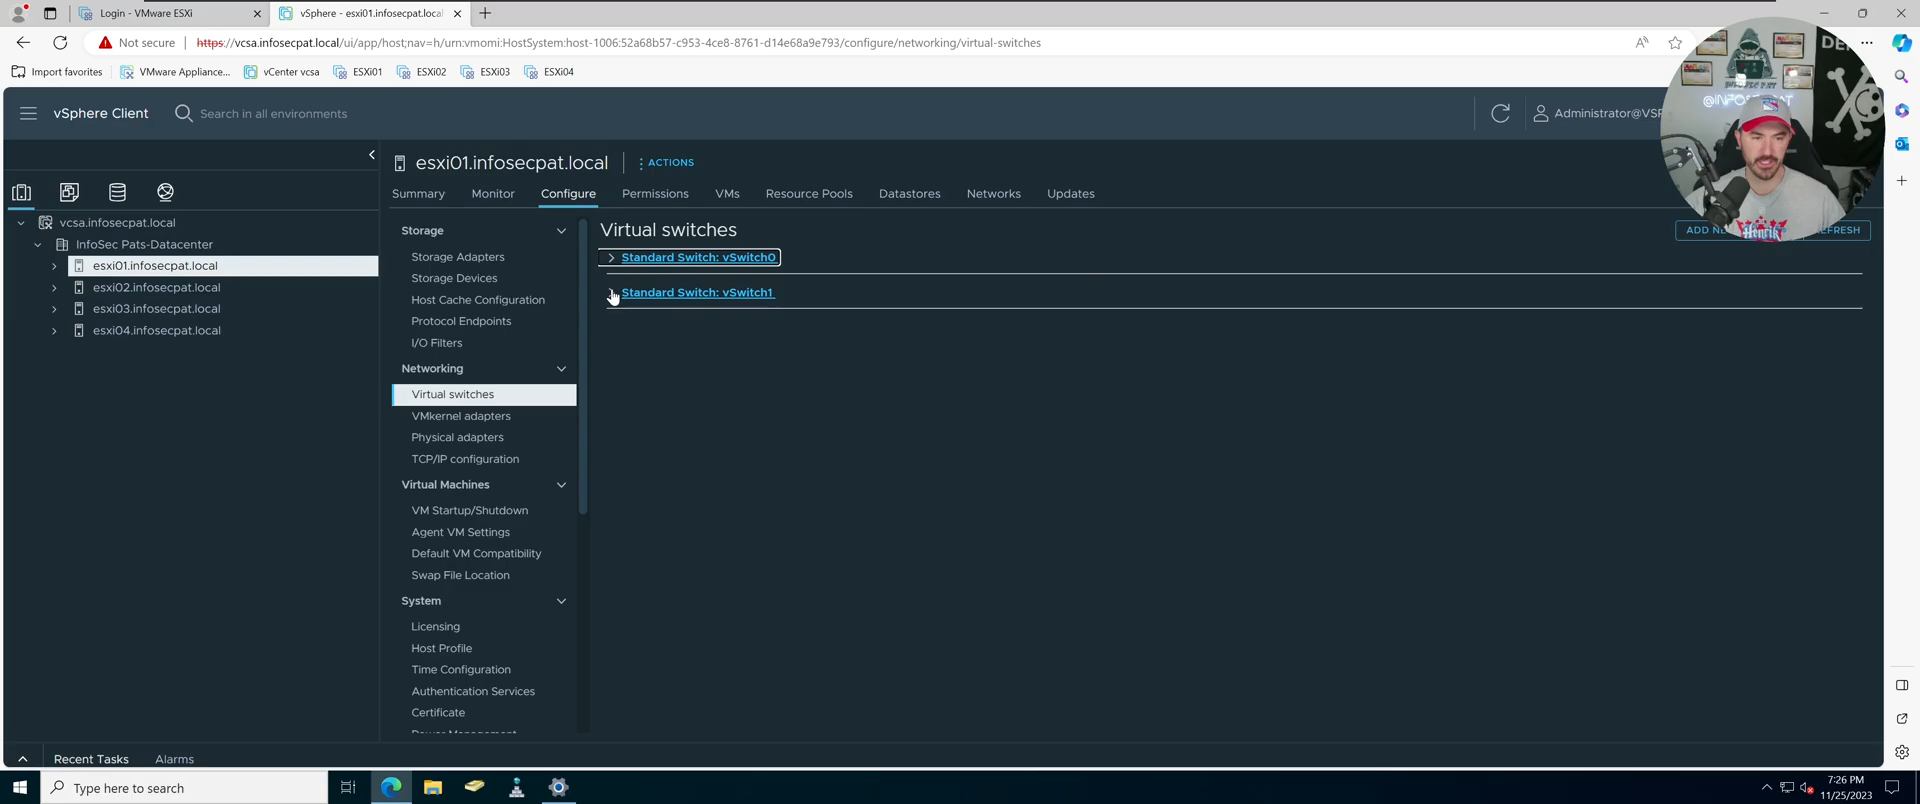 Login - VMware ESXi
vSphere - esxi01.infosecpat.local
Not secure
https://vcsa.infosecpat.local/ui/app/host;nav=h/urn:vmomi:HostSystem:host-1006:52a68b57-c953-4ce8-8761-d14e68a9e793/configure/networking/virtual-switches
Import favorites
VMware Appliance...
vCenter vcsa
ESXi01
ESXi02
ESXi03
ESXi04
vSphere Client
Search in all environments
Administrator@VSP
esxi01.infosecpat.local
ACTIONS
Summary
Monitor
Configure
Permissions
VMs
Resource Pools
Datastores
Networks
Updates
vcsa.infosecpat.local
InfoSec Pats-Datacenter
esxi01.infosecpat.local
esxi02.infosecpat.local
esxi03.infosecpat.local
esxi04.infosecpat.local
Storage
Storage Adapters
Storage Devices
Host Cache Configuration
Protocol Endpoints
I/O Filters
Networking
Virtual switches
VMkernel adapters
Physical adapters
TCP/IP configuration
Virtual Machines
VM Startup/Shutdown
Agent VM Settings
Default VM Compatibility
Swap File Location
System
Licensing
Host Profile
Time Configuration
Authentication Services
Certificate
Virtual switches
Standard Switch: vSwitch0
Standard Switch: vSwitch1
ADD NE
EFRESH
Recent Tasks
Alarms
Type here to search
7:26 PM
11/25/2023